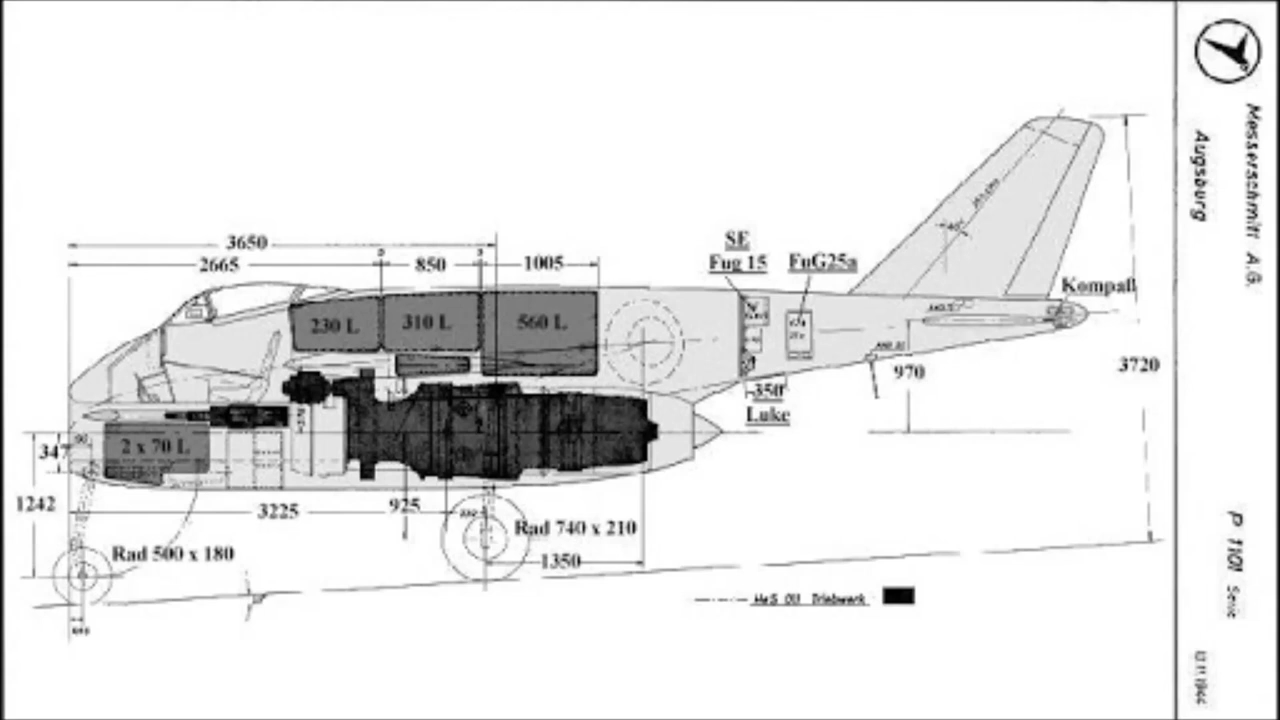 3650
2665
850
1005
SE
Fug 15
FuG25a
Kompaß
230 L
310 L
560 L
970
3720
350
Luke
2 x 70 L
347
1242
3225
925
Rad 740 x 210
Rad 500 x 180
1350
HeS 011 Triebwerk
Messerschmitt A.G.
Augsburg
P 1101 Serie